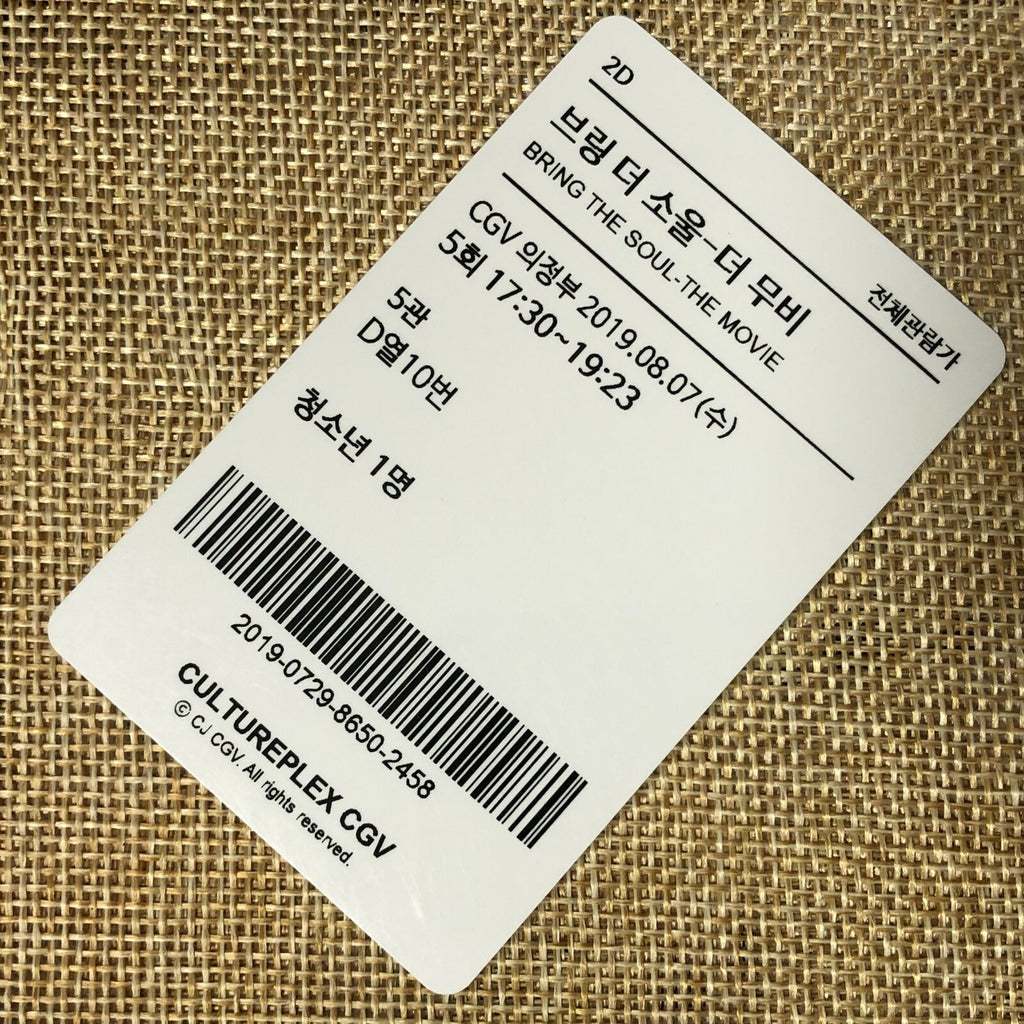 2D
전체관람가
브링 더 소울-더 무비
BRING THE SOUL-THE MOVIE
CGV 의정부 2019.08.07(수)
5회 17:30~19:23
5관
D열10번
청소년 1명
2019-0729-8650-2458
CULTUREPLEX CGV
© CJ CGV. All rights reserved.